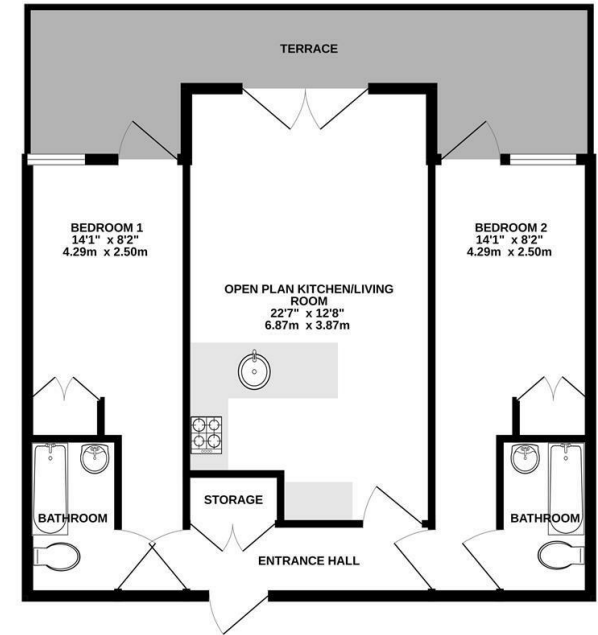 TERRACE
BEDROOM 1
14'1" x 8'2"
4.29m x 2.50m
BEDROOM 2
14'1" x 8'2"
4.29m x 2.50m
OPEN PLAN KITCHEN/LIVING
ROOM
22'7" x 12'8"
6.87m x 3.87m
STORAGE
BATHROOM
BATHROOM
ENTRANCE HALL